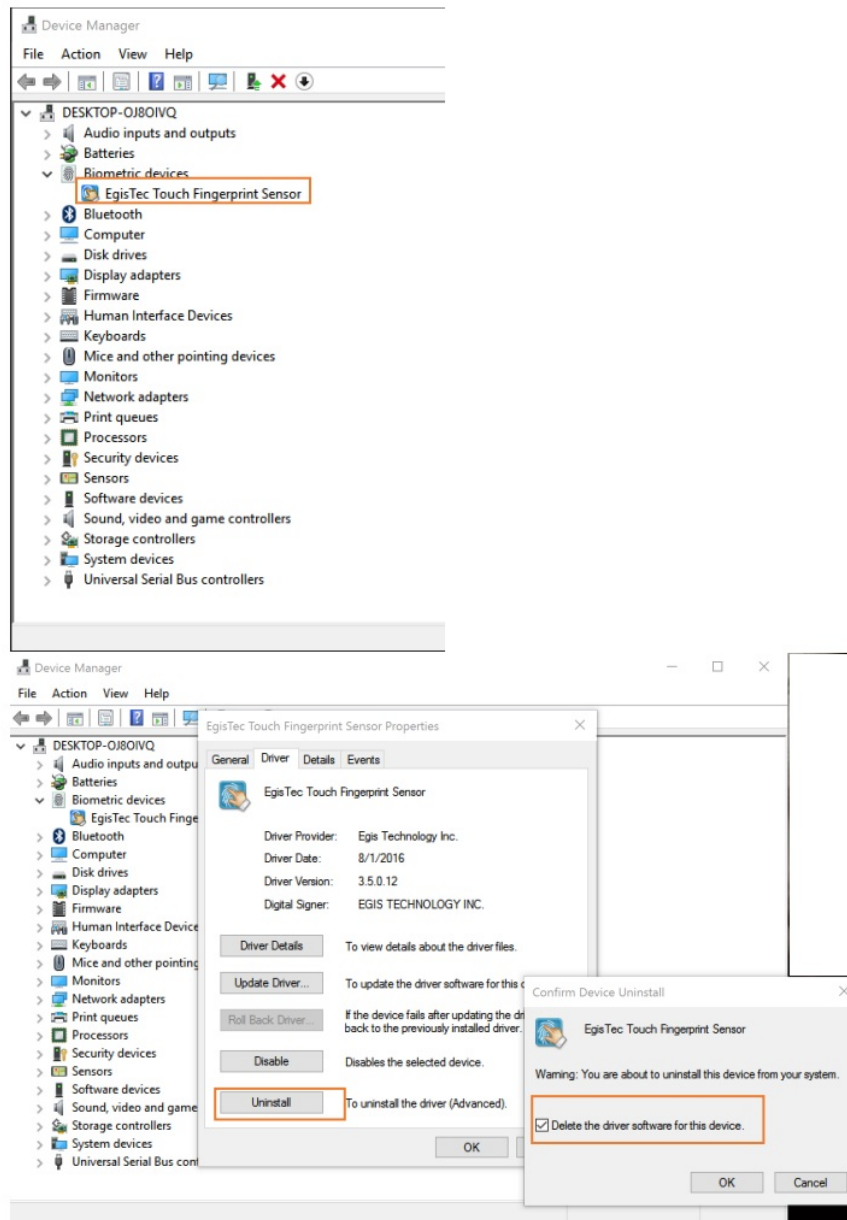 Device Manager
File Action View Help
DESKTOP-OJ8OIVQ
Audio inputs and outputs
Batteries
Biometric devices
EgisTec Touch Fingerprint Sensor
Bluetooth
Computer
Disk drives
Display adapters
Firmware
Human Interface Devices
Keyboards
Mice and other pointing devices
Monitors
Network adapters
Print queues
Processors
Security devices
Sensors
Software devices
Sound, video and game controllers
Storage controllers
System devices
Universal Serial Bus controllers
Device Manager
File Action View Help
DESKTOP-OJ8OIVQ
Audio inputs and outpu
Batteries
Biometric devices
EgisTec Touch Finge
Bluetooth
Computer
Disk drives
Display adapters
Firmware
Human Interface Device
Keyboards
Mice and other pointing
Monitors
Network adapters
Print queues
Processors
Security devices
Sensors
Software devices
Sound, video and game
Storage controllers
System devices
Universal Serial Bus cont
EgisTec Touch Fingerprint Sensor Properties
General Driver Details Events
EgisTec Touch Fingerprint Sensor
Driver Provider: Egis Technology Inc.
Driver Date: 8/1/2016
Driver Version: 3.5.0.12
Digital Signer: EGIS TECHNOLOGY INC.
Driver Details To view details about the driver files.
Update Driver... To update the driver software for this d
Roll Back Driver... If the device fails after updating the dri
back to the previously installed driver.
Disable Disables the selected device.
Uninstall To uninstall the driver (Advanced).
OK
Confirm Device Uninstall
EgisTec Touch Fingerprint Sensor
Warning: You are about to uninstall this device from your system.
Delete the driver software for this device.
OK Cancel